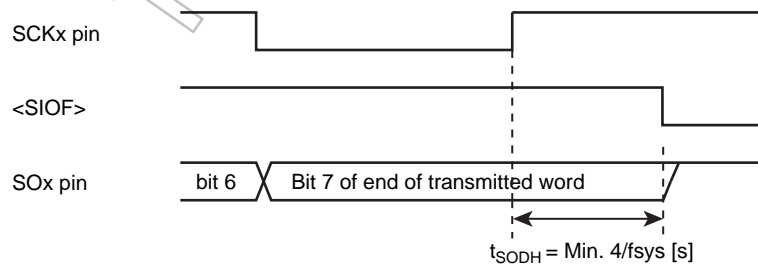 SCKx pin
<SIOF>
SOx pin
bit 6
Bit 7 of end of transmitted word
tSODH = Min. 4/fsys [s]